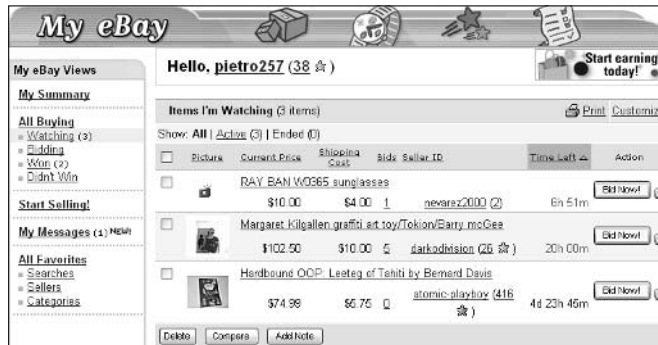 My eBay
Hello, pietro257 (38)
Start earning
today!
My eBay Views
My Summary
All Buying
Watching (3)
Bidding
Won (2)
Didn't Win
Start Selling!
My Messages (1) NEW!
All Favorites
Searches
Sellers
Categories
Items I'm Watching (3 items)
Print Customiz
Show: All | Active (3) | Ended (0)
Picture Current Price Shipping Cost Bids Seller ID Time Left Action
RAY BAN W0365 sunglasses
$10.00 $4.00 1 nevarez2000 (2) 6h 51m Bid Now!
Margaret Kilgallen graffiti art toy/Tokion/Barry mcGee
$102.50 $10.00 5 darkodivision (26) 20h 00m Bid Now!
Hardbound OOP: Leeteg of Tahiti by Bernard Davis
$74.99 $5.75 0 atomic-playboy (416) 4d 23h 45m Bid Now!
Delete Compare Add Note